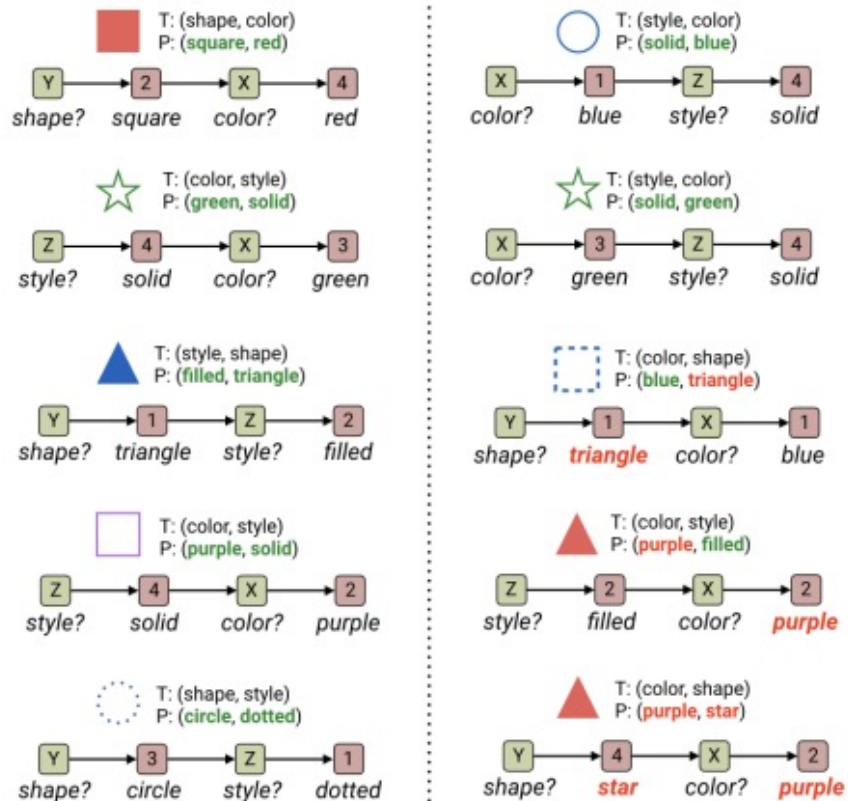 T: (shape, color)
P: (square, red)
Y 2 X 4
shape? square color? red
T: (color, style)
P: (green, solid)
Z 4 X 3
style? solid color? green
T: (style, shape)
P: (filled, triangle)
Y 1 Z 2
shape? triangle style? filled
T: (color, style)
P: (purple, solid)
Z 4 X 2
style? solid color? purple
T: (shape, style)
P: (circle, dotted)
Y 3 Z 1
shape? circle style? dotted
T: (style, color)
P: (solid, blue)
X 1 Z 4
color? blue style? solid
T: (style, color)
P: (solid, green)
X 3 Z 4
color? green style? solid
T: (color, shape)
P: (blue, triangle)
Y 1 X 1
shape? triangle color? blue
T: (color, style)
P: (purple, filled)
Z 2 X 2
style? filled color? purple
T: (color, shape)
P: (purple, star)
Y 4 X 2
shape? star color? purple